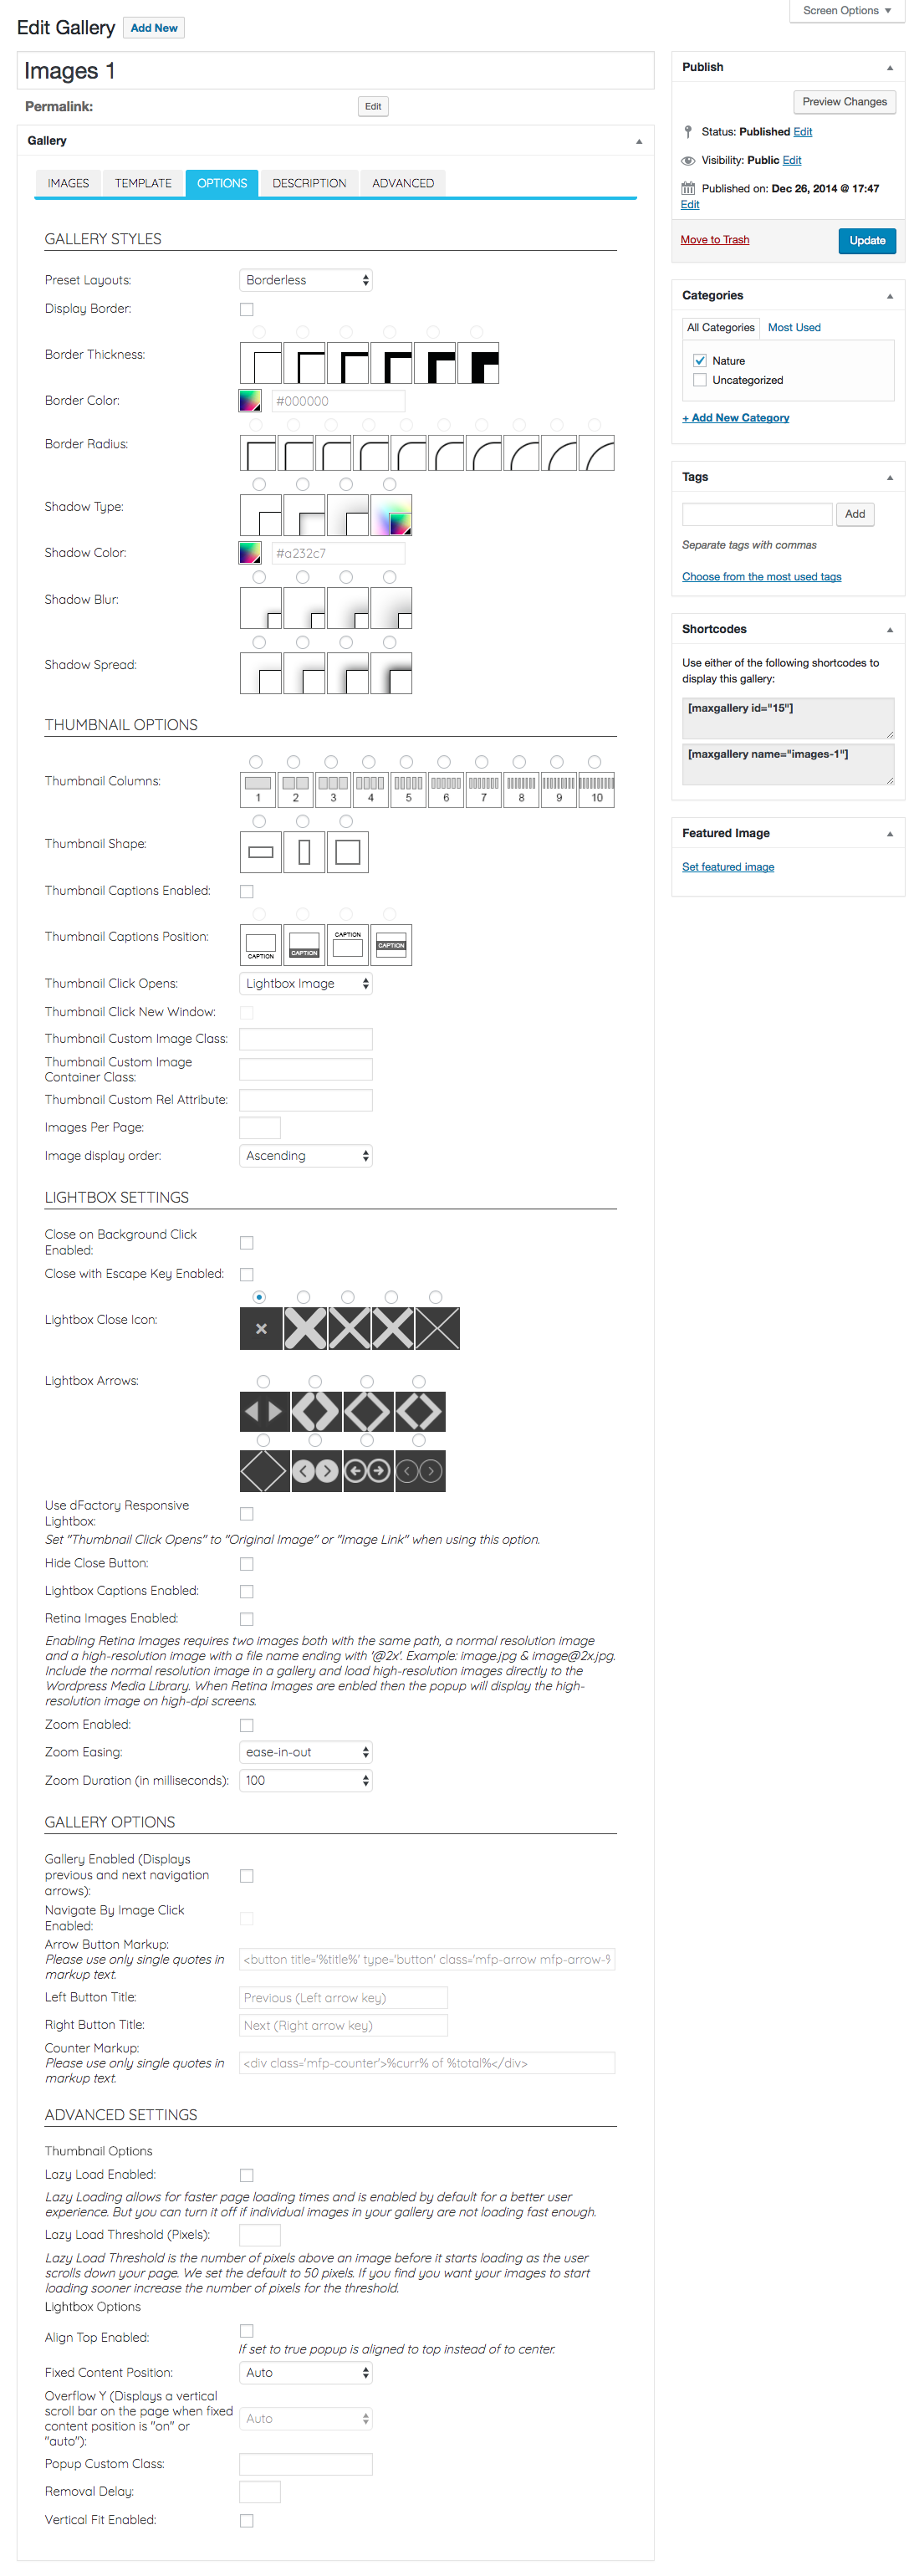 Screen Options
Edit Gallery Add New
Images 1
Permalink: Edit
Gallery
IMAGES TEMPLATE OPTIONS DESCRIPTION ADVANCED
GALLERY STYLES
Preset Layouts: Borderless
Display Border:
Border Thickness:
Border Color: #000000
Border Radius:
Shadow Type:
Shadow Color: #a232c7
Shadow Blur:
Shadow Spread:
THUMBNAIL OPTIONS
Thumbnail Columns: 1 2 3 4 5 6 7 8 9 10
Thumbnail Shape:
Thumbnail Captions Enabled:
Thumbnail Captions Position: CAPTION CAPTION CAPTION CAPTION
Thumbnail Click Opens: Lightbox Image
Thumbnail Click New Window:
Thumbnail Custom Image Class:
Thumbnail Custom Image
Container Class:
Thumbnail Custom Rel Attribute:
Images Per Page:
Image display order: Ascending
LIGHTBOX SETTINGS
Close on Background Click
Enabled:
Close with Escape Key Enabled:
Lightbox Close Icon:
Lightbox Arrows:
Use dFactory Responsive
Lightbox:
Set "Thumbnail Click Opens" to "Original Image" or "Image Link" when using this option.
Hide Close Button:
Lightbox Captions Enabled:
Retina Images Enabled:
Enabling Retina Images requires two images both with the same path, a normal resolution image
and a high-resolution image with a file name ending with '@2x'. Example: image.jpg & image@2x.jpg.
Include the normal resolution image in a gallery and load high-resolution images directly to the
Wordpress Media Library. When Retina Images are enbled then the popup will display the high-
resolution image on high-dpi screens.
Zoom Enabled:
Zoom Easing: ease-in-out
Zoom Duration (in milliseconds): 100
GALLERY OPTIONS
Gallery Enabled (Displays
previous and next navigation
arrows):
Navigate By Image Click
Enabled:
Arrow Button Markup:
Please use only single quotes in
markup text.
<button title='%title%' type='button' class='mfp-arrow mfp-arrow-%
Left Button Title: Previous (Left arrow key)
Right Button Title: Next (Right arrow key)
Counter Markup:
Please use only single quotes in
markup text.
<div class='mfp-counter'>%curr% of %total%</div>
ADVANCED SETTINGS
Thumbnail Options
Lazy Load Enabled:
Lazy Loading allows for faster page loading times and is enabled by default for a better user
experience. But you can turn it off if individual images in your gallery are not loading fast enough.
Lazy Load Threshold (Pixels):
Lazy Load Threshold is the number of pixels above an image before it starts loading as the user
scrolls down your page. We set the default to 50 pixels. If you find you want your images to start
loading sooner increase the number of pixels for the threshold.
Lightbox Options
Align Top Enabled:
If set to true popup is aligned to top instead of to center.
Fixed Content Position: Auto
Overflow Y (Displays a vertical
scroll bar on the page when fixed
content position is "on" or
"auto"):
Auto
Popup Custom Class:
Removal Delay:
Vertical Fit Enabled:
Publish
Preview Changes
Status: Published Edit
Visibility: Public Edit
Published on: Dec 26, 2014 @ 17:47
Edit
Move to Trash Update
Categories
All Categories Most Used
Nature
Uncategorized
+ Add New Category
Tags
Add
Separate tags with commas
Choose from the most used tags
Shortcodes
Use either of the following shortcodes to
display this gallery:
[maxgallery id="15"]
[maxgallery name="images-1"]
Featured Image
Set featured image